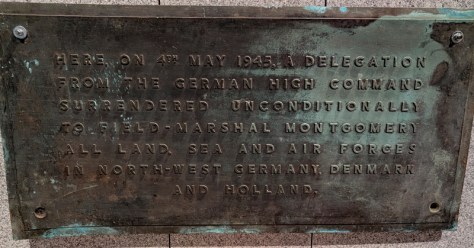 HERE, ON 4TH MAY 1945, A DELEGATION
FROM THE GERMAN HIGH COMMAND
SURRENDERED UNCONDITIONALLY
TO FIELD-MARSHAL MONTGOMERY
ALL LAND, SEA AND AIR FORCES
IN NORTH-WEST GERMANY, DENMARK
AND HOLLAND.